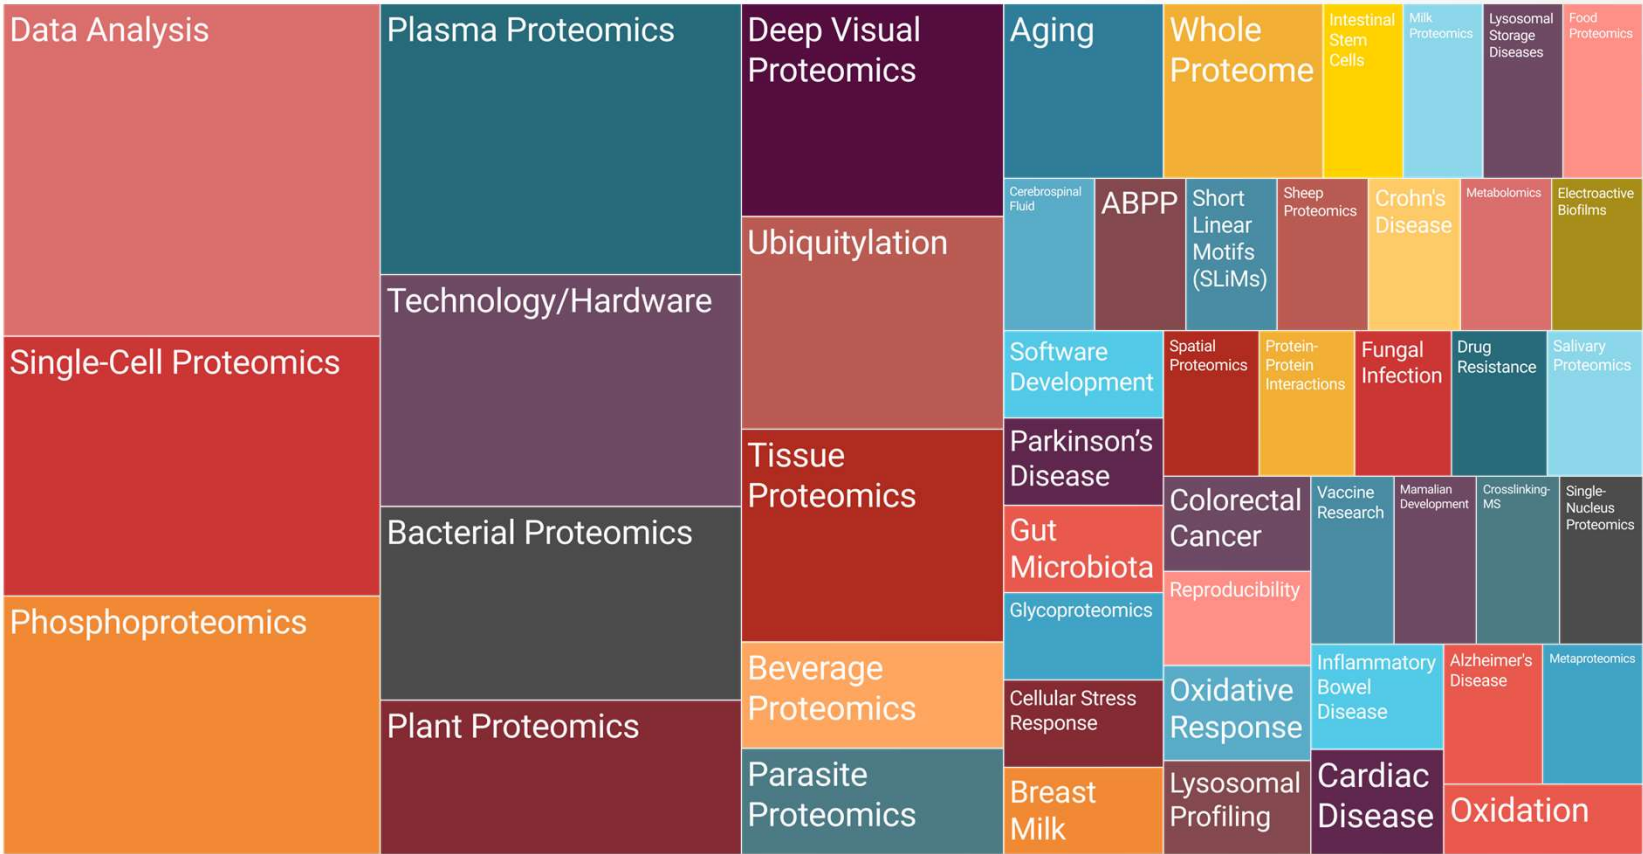 Data Analysis
Single-Cell Proteomics
Phosphoproteomics
Plasma Proteomics
Technology/Hardware
Bacterial Proteomics
Plant Proteomics
Deep Visual
Proteomics
Ubiquitylation
Tissue
Proteomics
Beverage
Proteomics
Parasite
Proteomics
Aging
Whole
Proteome
Intestinal
Stem
Cells
Milk
Proteomics
Lysosomal
Storage
Diseases
Food
Proteomics
Cerebrospinal
Fluid
ABPP
Short
Linear
Motifs
(SLiMs)
Sheep
Proteomics
Crohn's
Disease
Metabolomics
Electroactive
Biofilms
Software
Development
Parkinson’s
Disease
Gut
Microbiota
Glycoproteomics
Cellular Stress
Response
Breast
Milk
Spatial
Proteomics
Protein-
Protein
Interactions
Fungal
Infection
Drug
Resistance
Salivary
Proteomics
Colorectal
Cancer
Reproducibility
Oxidative
Response
Lysosomal
Profiling
Vaccine
Research
Mamalian
Development
Crosslinking-
MS
Single-
Nucleus
Proteomics
Inflammatory
Bowel
Disease
Cardiac
Disease
Alzheimer's
Disease
Metaproteomics
Oxidation